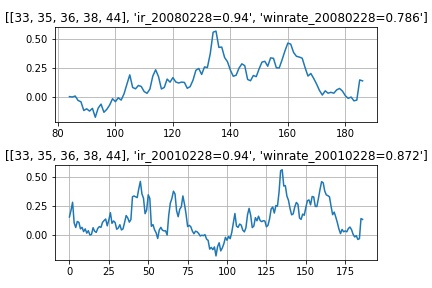 [[33, 35, 36, 38, 44], 'ir_20080228=0.94', 'winrate_20080228=0.786']
0.50
0.25
0.00
80 100 120 140 160 180
[[33, 35, 36, 38, 44], 'ir_20010228=0.94', 'winrate_20010228=0.872']
0.50
0.25
0.00
0 25 50 75 100 125 150 175